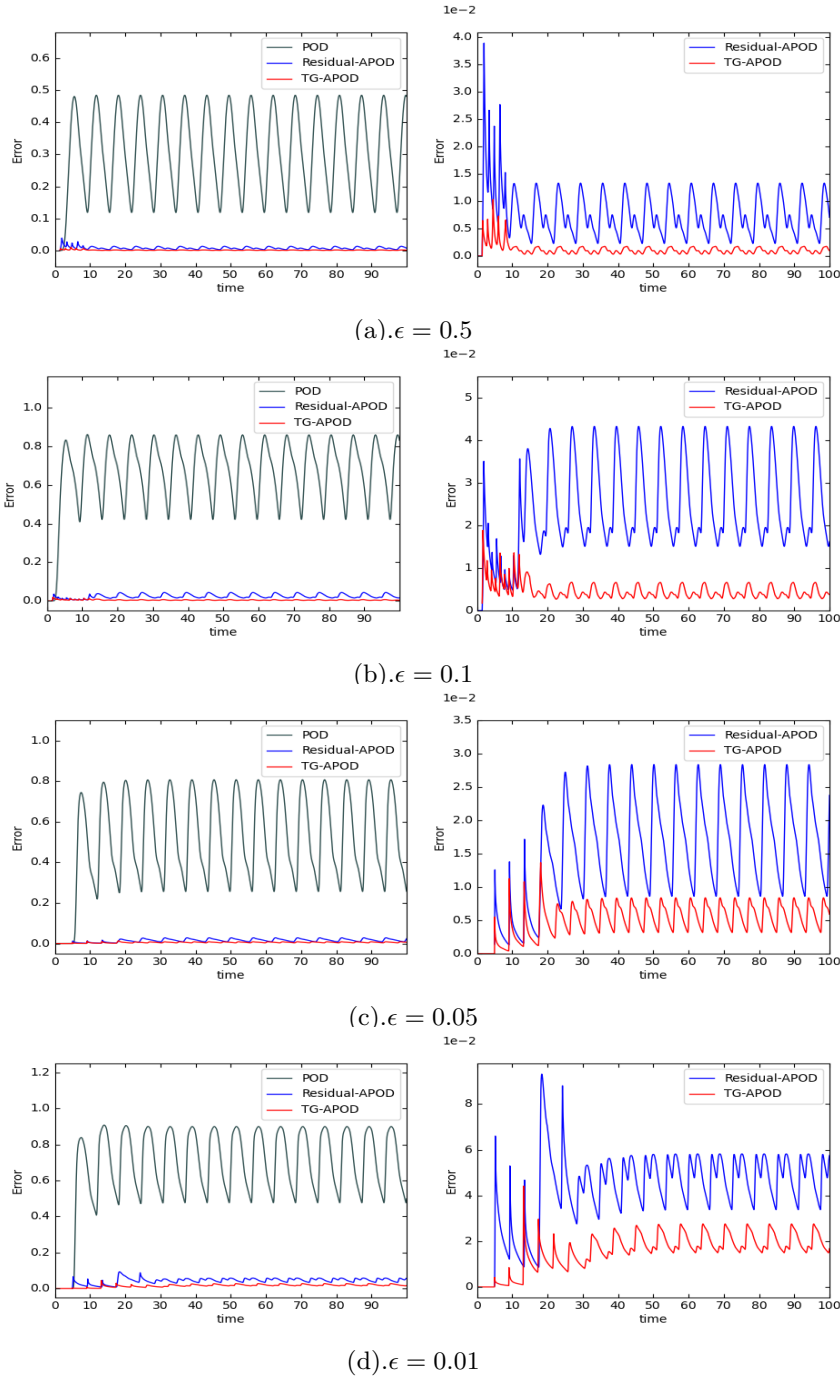 1e−2
0.6
0.5
0.4
0.3
0.2
0.1
0.0
Error
POD
Residual-APOD
TG-APOD
0 10 20 30 40 50 60 70 80 90
time
4.0
3.5
3.0
2.5
2.0
1.5
1.0
0.5
0.0
Error
Residual-APOD
TG-APOD
0 10 20 30 40 50 60 70 80 90 100
time
(a).ϵ = 0.5
1e−2
1.0
0.8
0.6
0.4
0.2
0.0
Error
POD
Residual-APOD
TG-APOD
0 10 20 30 40 50 60 70 80 90
time
5
4
3
2
1
0
Error
Residual-APOD
TG-APOD
0 10 20 30 40 50 60 70 80 90 100
time
(b).ϵ = 0.1
1e−2
1.0
0.8
0.6
0.4
0.2
0.0
Error
POD
Residual-APOD
TG-APOD
0 10 20 30 40 50 60 70 80 90
time
3.5
3.0
2.5
2.0
1.5
1.0
0.5
0.0
Error
Residual-APOD
TG-APOD
0 10 20 30 40 50 60 70 80 90 100
time
(c).ϵ = 0.05
1e−2
1.2
1.0
0.8
0.6
0.4
0.2
0.0
Error
POD
Residual-APOD
TG-APOD
0 10 20 30 40 50 60 70 80 90
time
8
6
4
2
0
Error
Residual-APOD
TG-APOD
0 10 20 30 40 50 60 70 80 90 100
time
(d).ϵ = 0.01